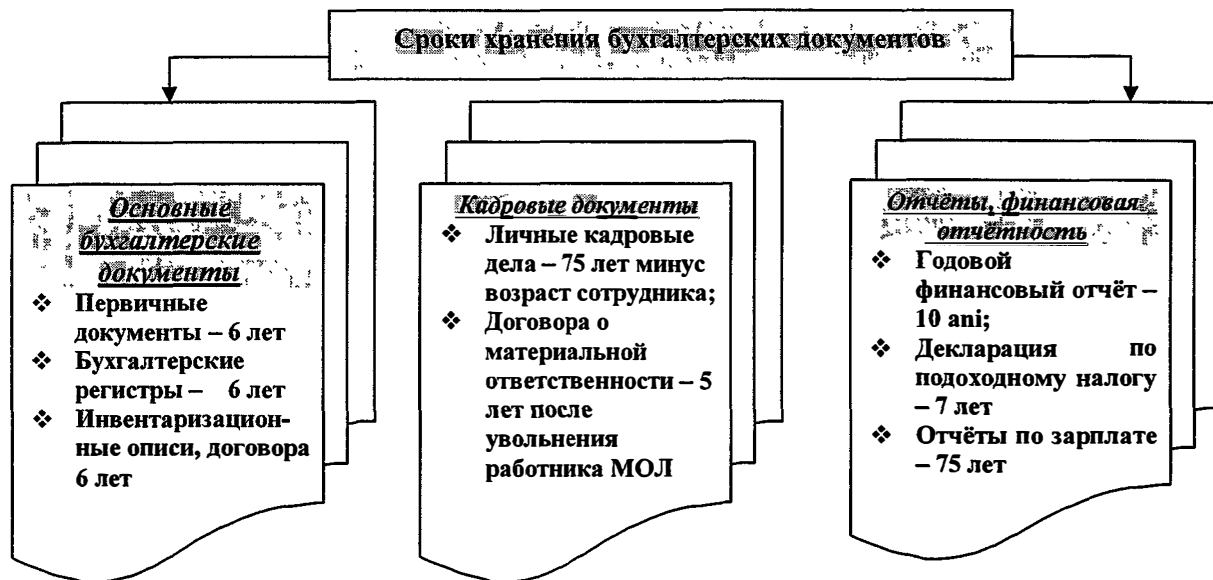 Сроки хранения бухгалтерских документов
Основные
бухгалтерские
документы
❖ Первичные
документы – 6 лет
❖ Бухгалтерские
регистры – 6 лет
❖ Инвентаризацион-
ные описи, договора
6 лет
Кадровые документы
❖ Личные кадровые
дела – 75 лет минус
возраст сотрудника;
❖ Договора о
материальной
ответственности – 5
лет после
увольнения
работника МОЛ
Отчёты, финансовая
отчётность
❖ Годовой
финансовый отчёт –
10 ani;
❖ Декларация по
подоходному налогу
– 7 лет
❖ Отчёты по зарплате
– 75 лет